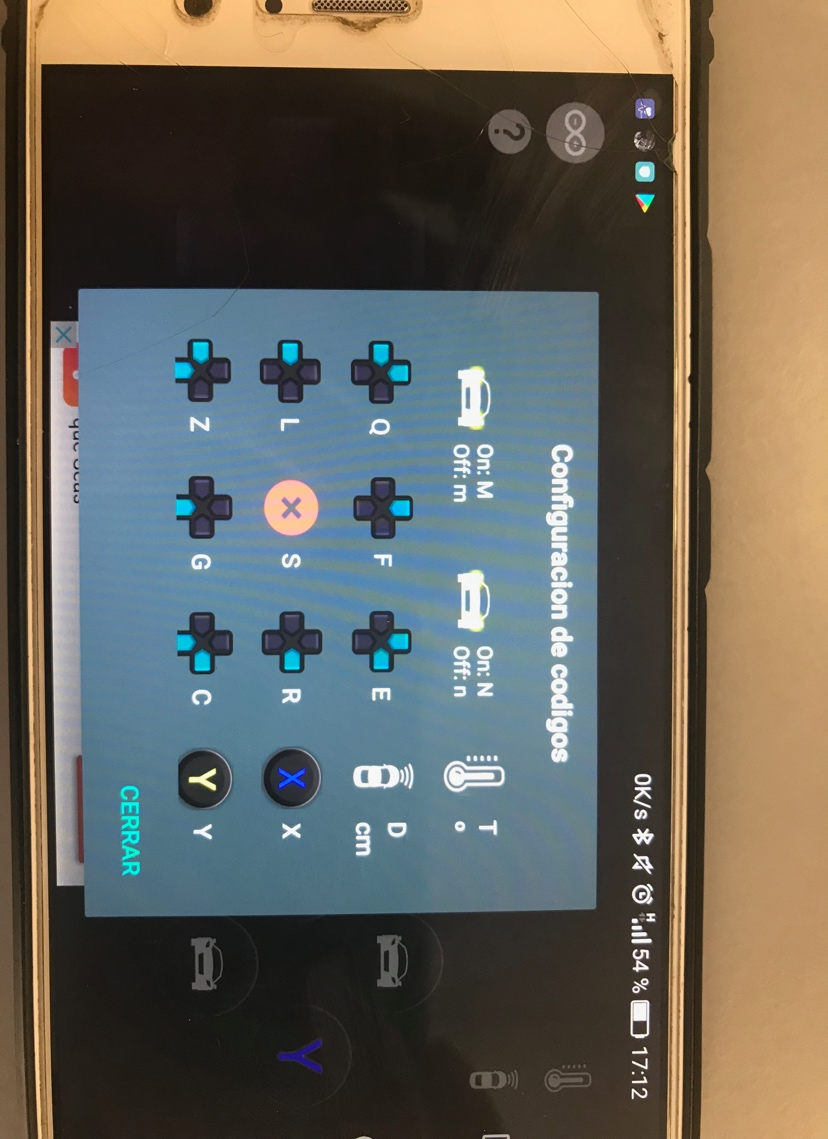 0K/s H 54 % 17:12
?
Configuracion de codigos
On: M
Off: m
On: N
Off: n
T
°
Q
F
E
D
cm
L
S
R
X X
Z
G
C
Y Y
CERRAR
Y